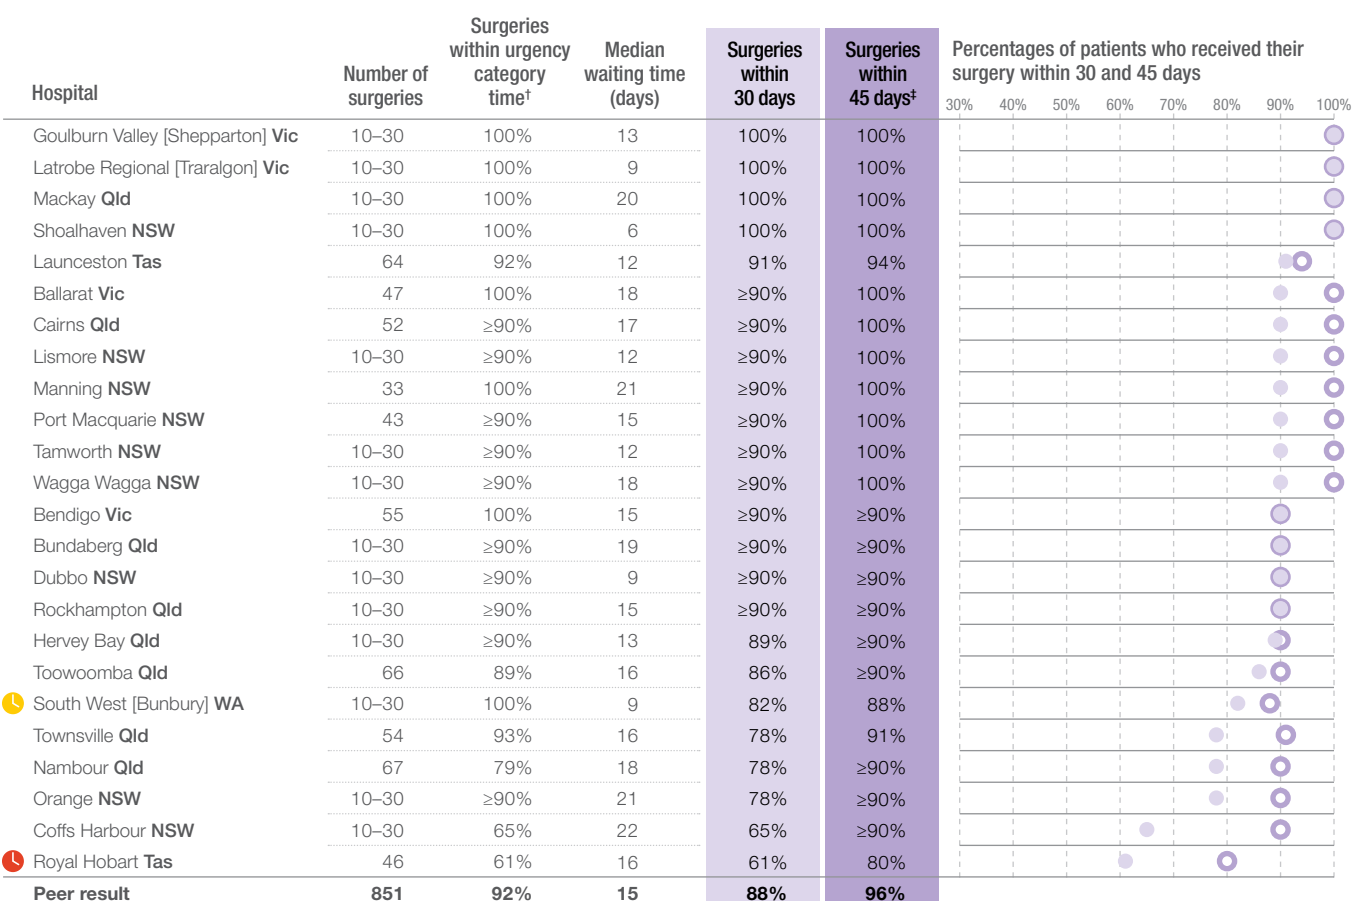 Hospital Number of surgeries Surgeries within urgency category time† Median waiting time (days) Surgeries within 30 days Surgeries within 45 days‡ Percentages of patients who received their surgery within 30 and 45 days
30% 40% 50% 60% 70% 80% 90% 100%
Goulburn Valley [Shepparton] Vic 10–30 100% 13 100% 100%
Latrobe Regional [Traralgon] Vic 10–30 100% 9 100% 100%
Mackay Qld 10–30 100% 20 100% 100%
Shoalhaven NSW 10–30 100% 6 100% 100%
Launceston Tas 64 92% 12 91% 94%
Ballarat Vic 47 100% 18 ≥90% 100%
Cairns Qld 52 ≥90% 17 ≥90% 100%
Lismore NSW 10–30 ≥90% 12 ≥90% 100%
Manning NSW 33 100% 21 ≥90% 100%
Port Macquarie NSW 43 ≥90% 15 ≥90% 100%
Tamworth NSW 10–30 ≥90% 12 ≥90% 100%
Wagga Wagga NSW 10–30 ≥90% 18 ≥90% 100%
Bendigo Vic 55 100% 15 ≥90% ≥90%
Bundaberg Qld 10–30 ≥90% 19 ≥90% ≥90%
Dubbo NSW 10–30 ≥90% 9 ≥90% ≥90%
Rockhampton Qld 10–30 ≥90% 15 ≥90% ≥90%
Hervey Bay Qld 10–30 ≥90% 13 89% ≥90%
Toowoomba Qld 66 89% 16 86% ≥90%
South West [Bunbury] WA 10–30 100% 9 82% 88%
Townsville Qld 54 93% 16 78% 91%
Nambour Qld 67 79% 18 78% ≥90%
Orange NSW 10–30 ≥90% 21 78% ≥90%
Coffs Harbour NSW 10–30 65% 22 65% ≥90%
Royal Hobart Tas 46 61% 16 61% 80%
Peer result 851 92% 15 88% 96%